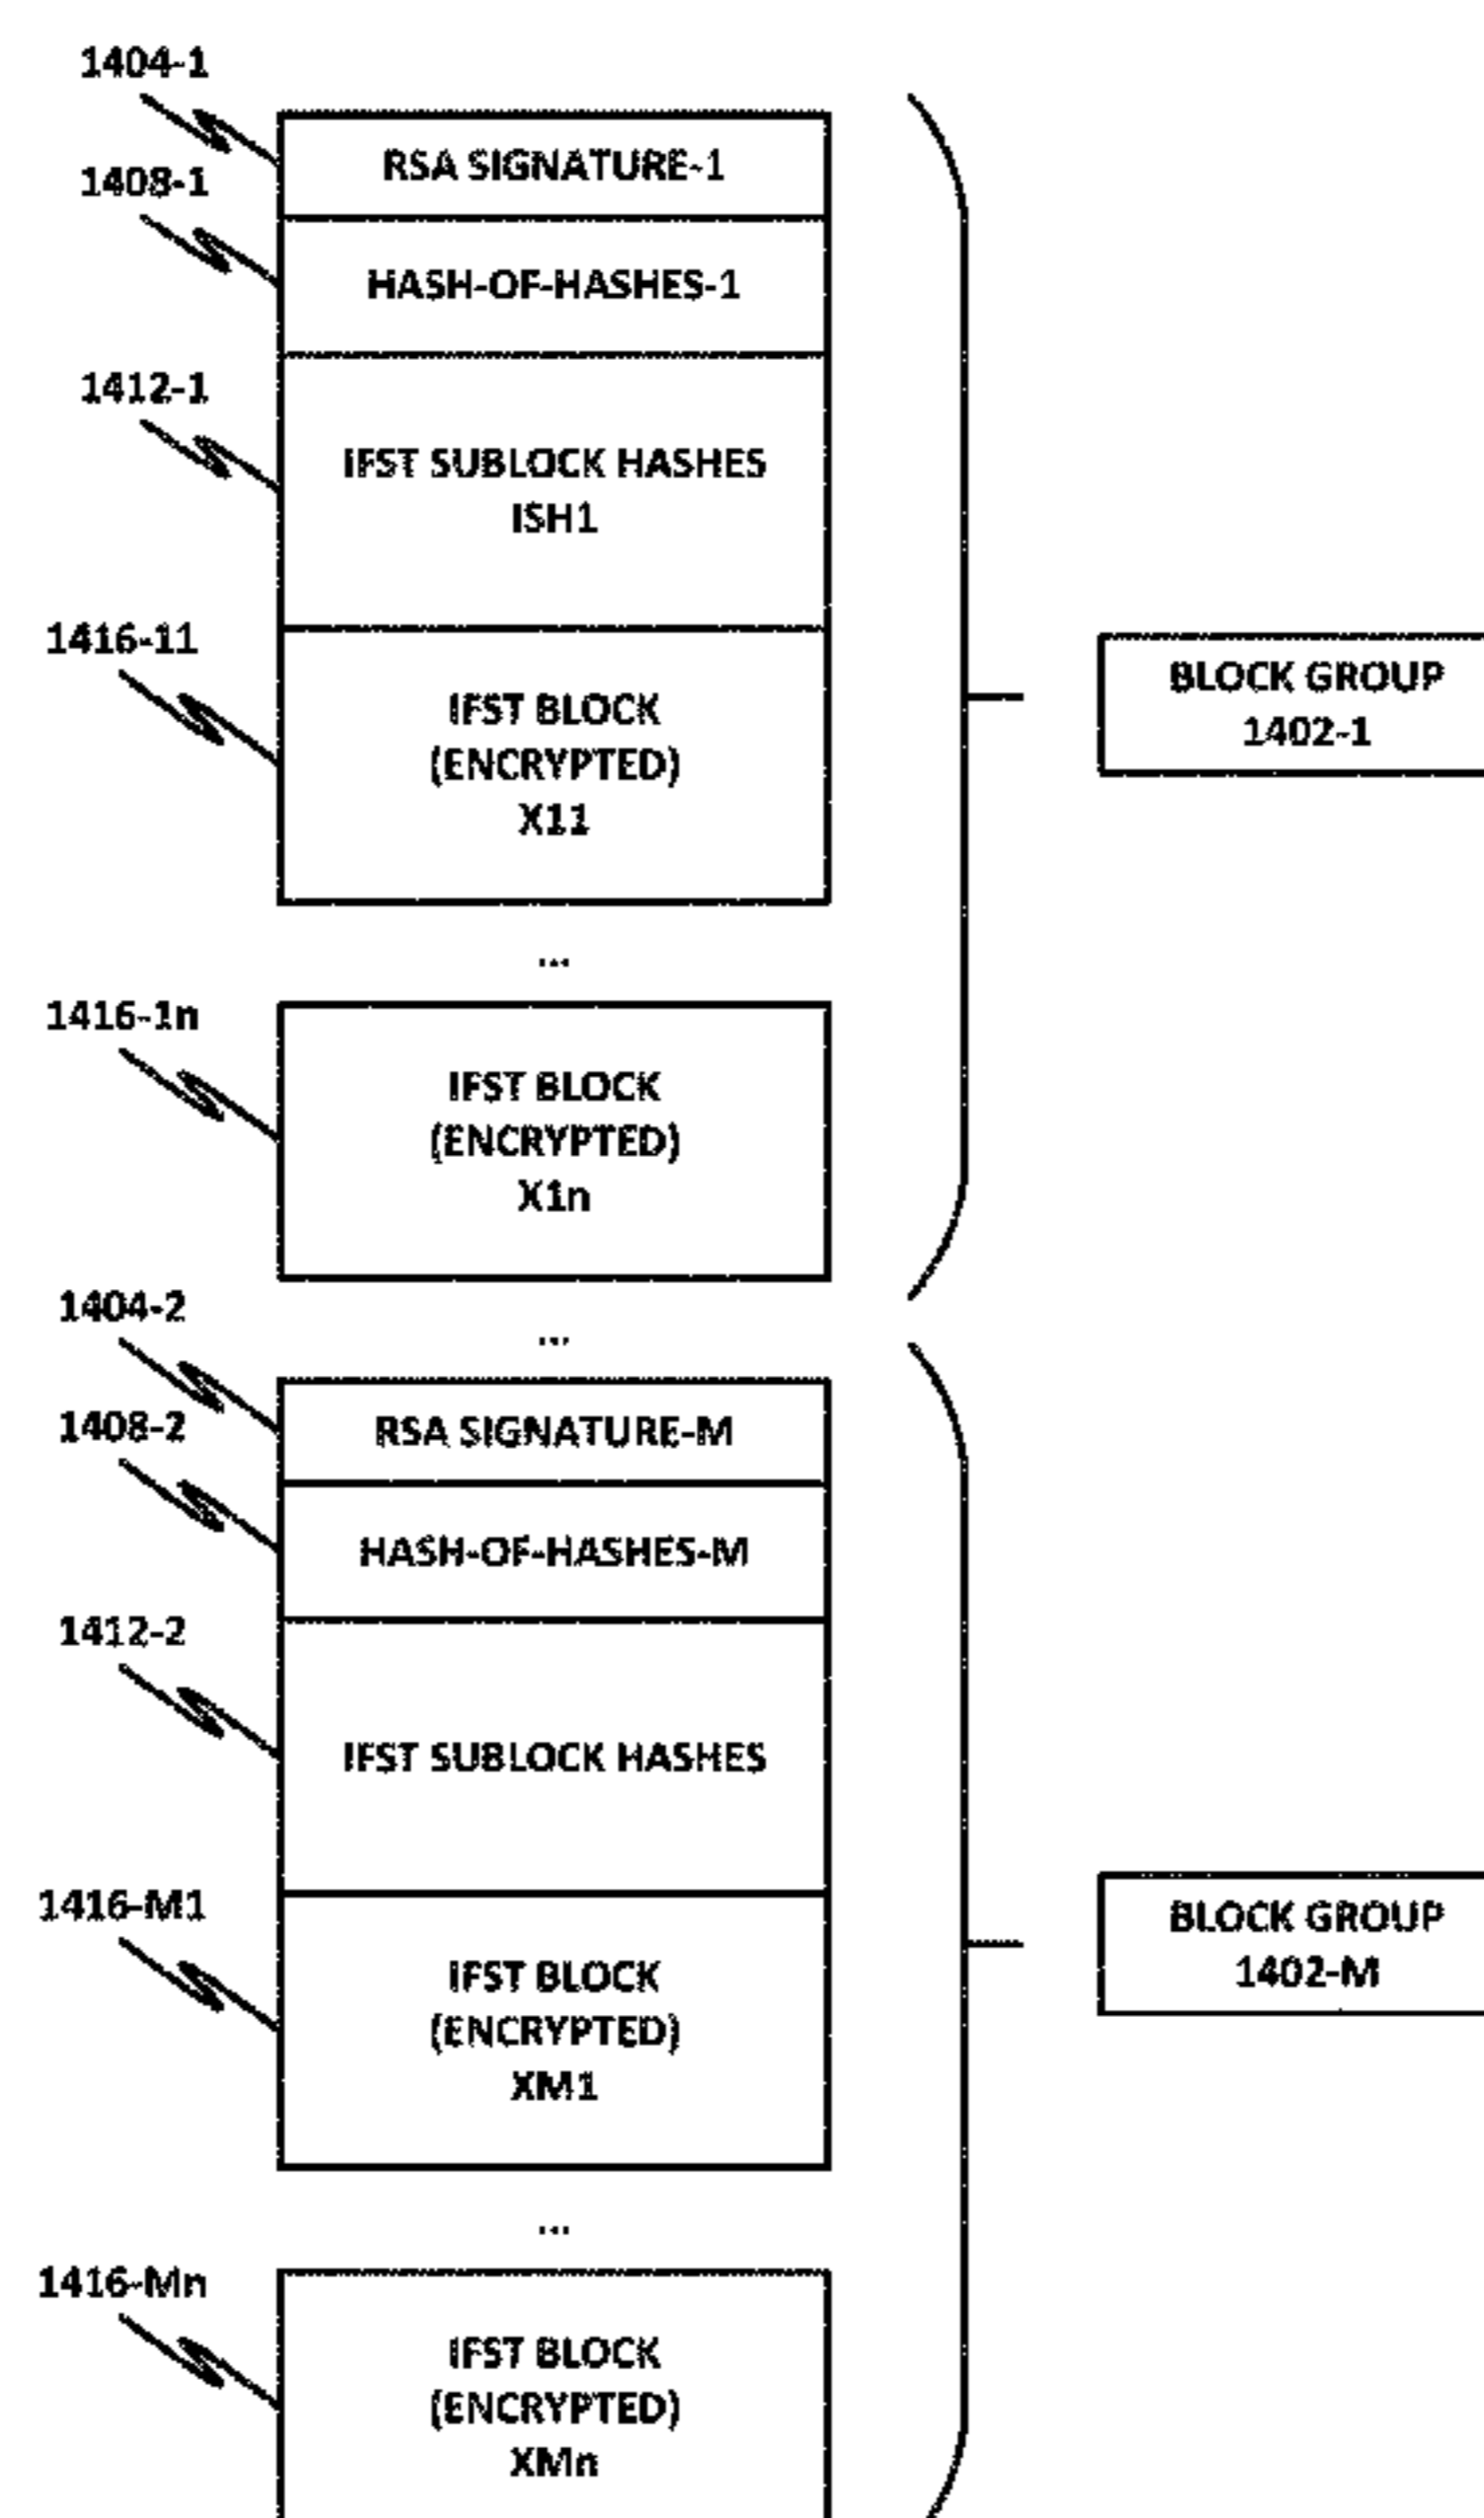 1404-1
RSA SIGNATURE-1
1408-1
HASH-OF-HASHES-1
1412-1
IFST SUBLOCK HASHES
ISH1
1416-11
IFST BLOCK
(ENCRYPTED)
X11
BLOCK GROUP
1402-1
...
1416-1n
IFST BLOCK
(ENCRYPTED)
X1n
1404-2
...
RSA SIGNATURE-M
1408-2
HASH-OF-HASHES-M
1412-2
IFST SUBLOCK HASHES
1416-M1
IFST BLOCK
(ENCRYPTED)
XM1
BLOCK GROUP
1402-M
...
1416-Mn
IFST BLOCK
(ENCRYPTED)
XMn